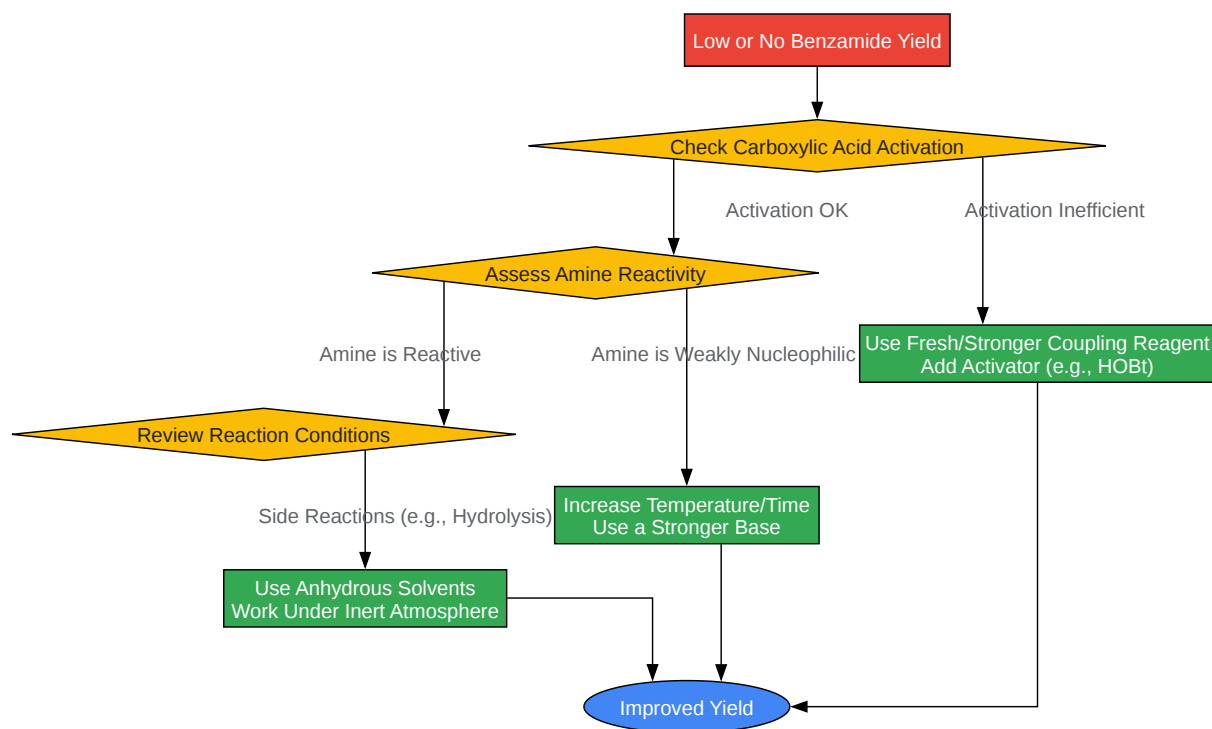 Low or No Benzamide Yield
Check Carboxylic Acid Activation
Activation OK
Activation Inefficient
Assess Amine Reactivity
Amine is Reactive
Amine is Weakly Nucleophilic
Use Fresh/Stronger Coupling Reagent
Add Activator (e.g., HOBt)
Review Reaction Conditions
Side Reactions (e.g., Hydrolysis)
Increase Temperature/Time
Use a Stronger Base
Use Anhydrous Solvents
Work Under Inert Atmosphere
Improved Yield